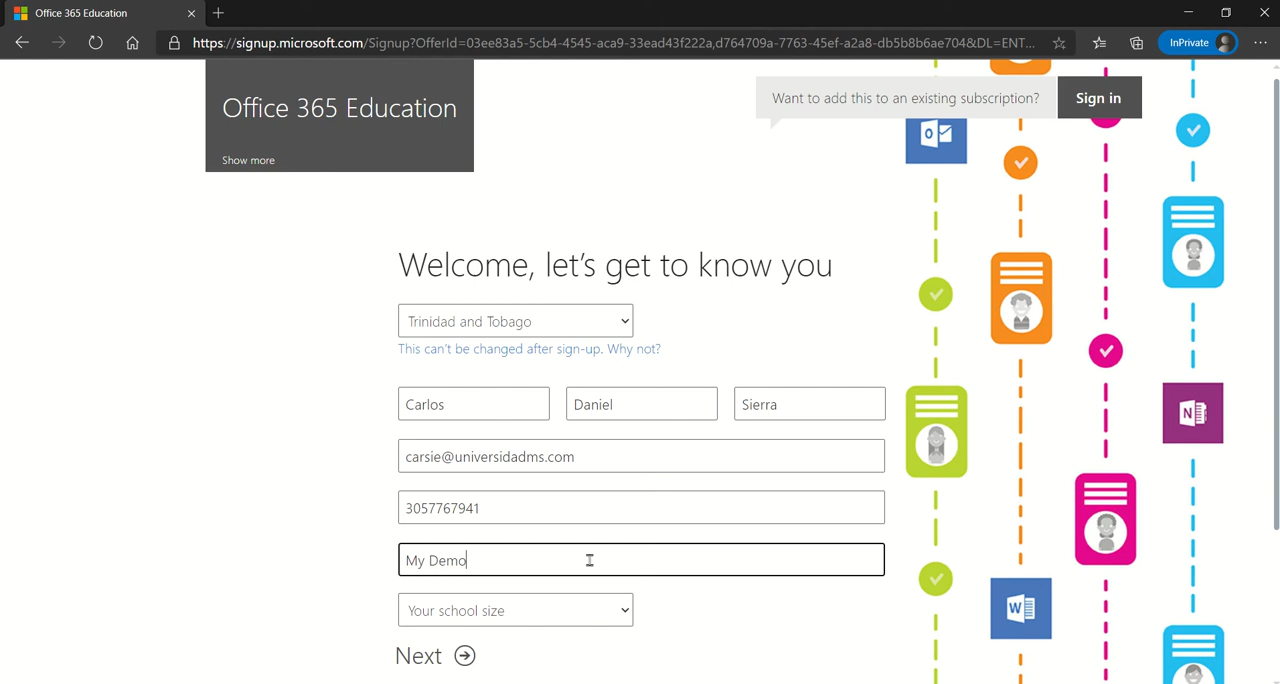 Office 365 Education
https://signup.microsoft.com/Signup?OfferId=03ee83a5-5cb4-4545-aca9-33ead43f222a,d764709a-7763-45ef-a2a8-db5b8b6ae704&DL=ENT...
InPrivate
Office 365 Education
Show more
Want to add this to an existing subscription?
Sign in
Welcome, let's get to know you
Trinidad and Tobago
This can't be changed after sign-up. Why not?
Carlos
Daniel
Sierra
carsie@universidadms.com
3057767941
My Demo
Your school size
Next
O
N
W